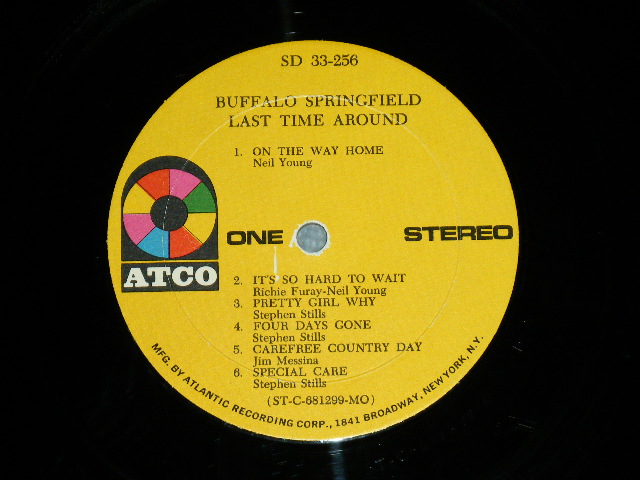 SD 33-256
BUFFALO SPRINGFIELD
LAST TIME AROUND
1. ON THE WAY HOME
Neil Young
ONE
STEREO
ATCO
2. IT'S SO HARD TO WAIT
Richie Furay-Neil Young
3. PRETTY GIRL WHY
Stephen Stills
4. FOUR DAYS GONE
Stephen Stills
5. CAREFREE COUNTRY DAY
Jim Messina
6. SPECIAL CARE
Stephen Stills
(ST-C-681299-MO)
MFG. BY ATLANTIC RECORDING CORP., 1841 BROADWAY, NEW YORK, N.Y.